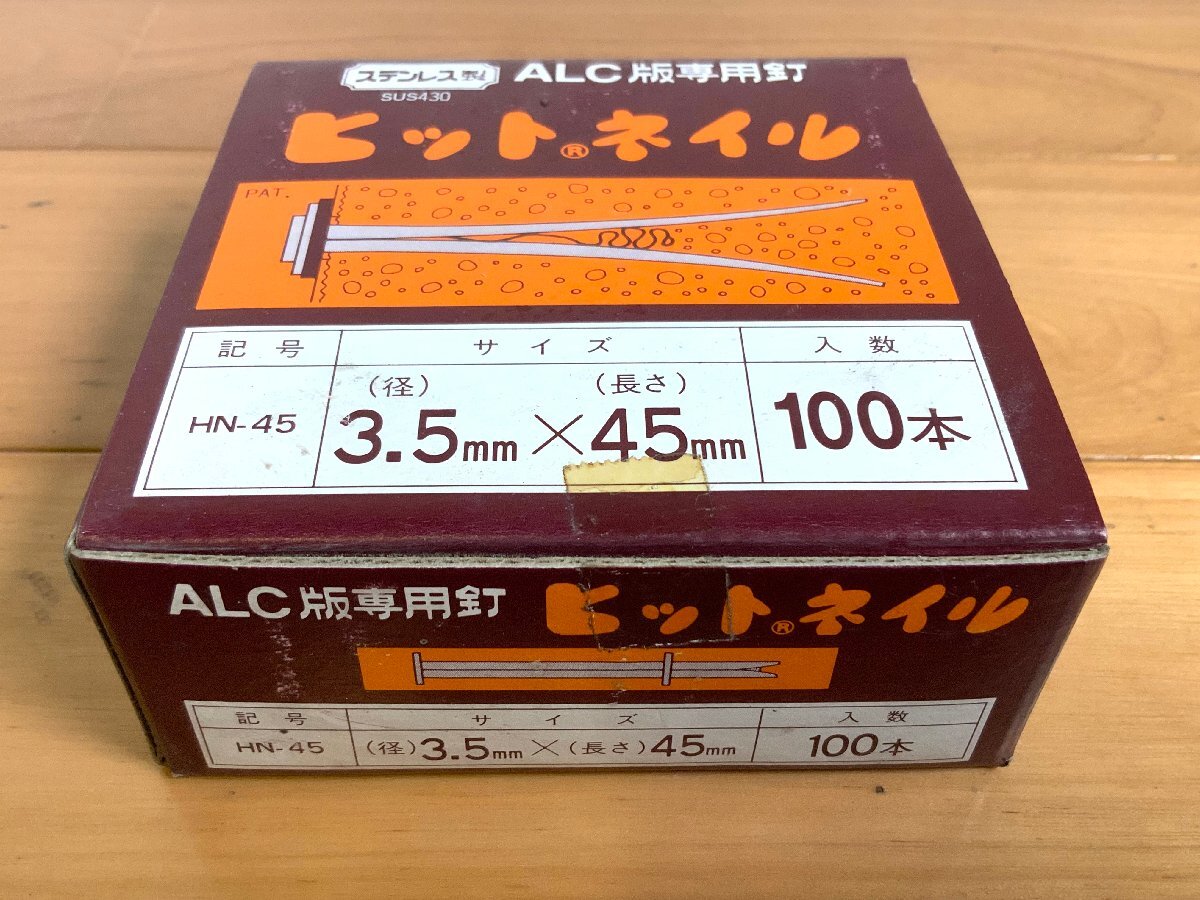 ステンレス製 ALC版専用釘
SUS430
ヒット®ネイル
PAT.
記号 サイズ 入数
(径) (長さ)
HN-45 3.5mm×45mm 100本
ALC版専用釘 ヒット®ネイル
記号 サイズ 入数
HN-45 (径)3.5mm×(長さ)45mm 100本